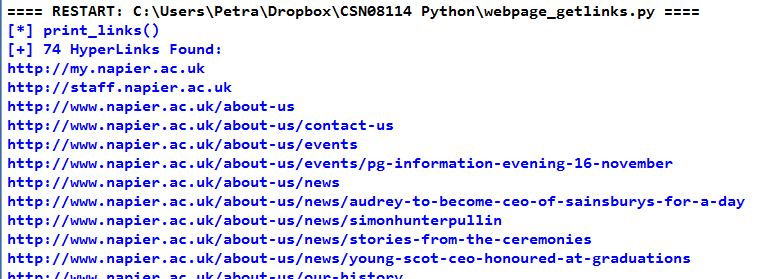 ==== RESTART: C:\Users\Petra\Dropbox\CSN08114 Python\webpage_getlinks.py ====
[*] print_links()
[+] 74 HyperLinks Found:
http://my.napier.ac.uk
http://staff.napier.ac.uk
http://www.napier.ac.uk/about-us
http://www.napier.ac.uk/about-us/contact-us
http://www.napier.ac.uk/about-us/events
http://www.napier.ac.uk/about-us/events/pg-information-evening-16-november
http://www.napier.ac.uk/about-us/news
http://www.napier.ac.uk/about-us/news/audrey-to-become-ceo-of-sainsburys-for-a-day
http://www.napier.ac.uk/about-us/news/simonhunterpullin
http://www.napier.ac.uk/about-us/news/stories-from-the-ceremonies
http://www.napier.ac.uk/about-us/news/young-scot-ceo-honoured-at-graduations
http://www.napier.ac.uk/about-us/our-history